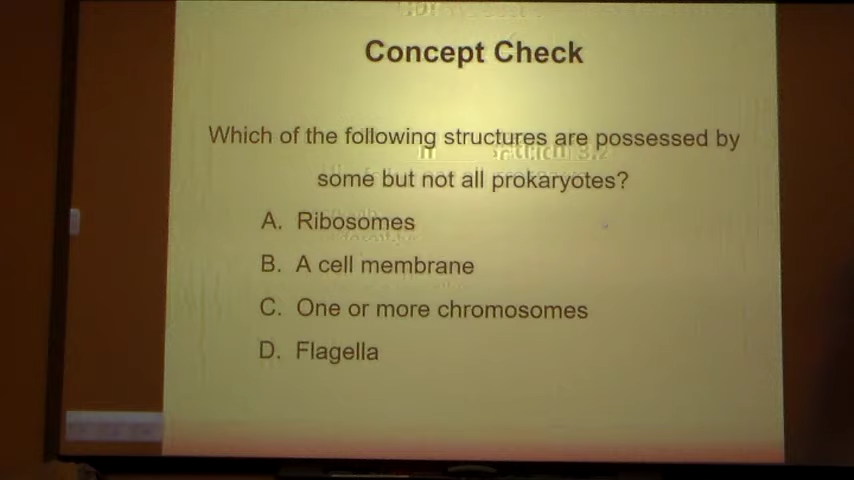 Concept Check
Which of the following structures are possessed by
some but not all prokaryotes?
A. Ribosomes
B. A cell membrane
C. One or more chromosomes
D. Flagella